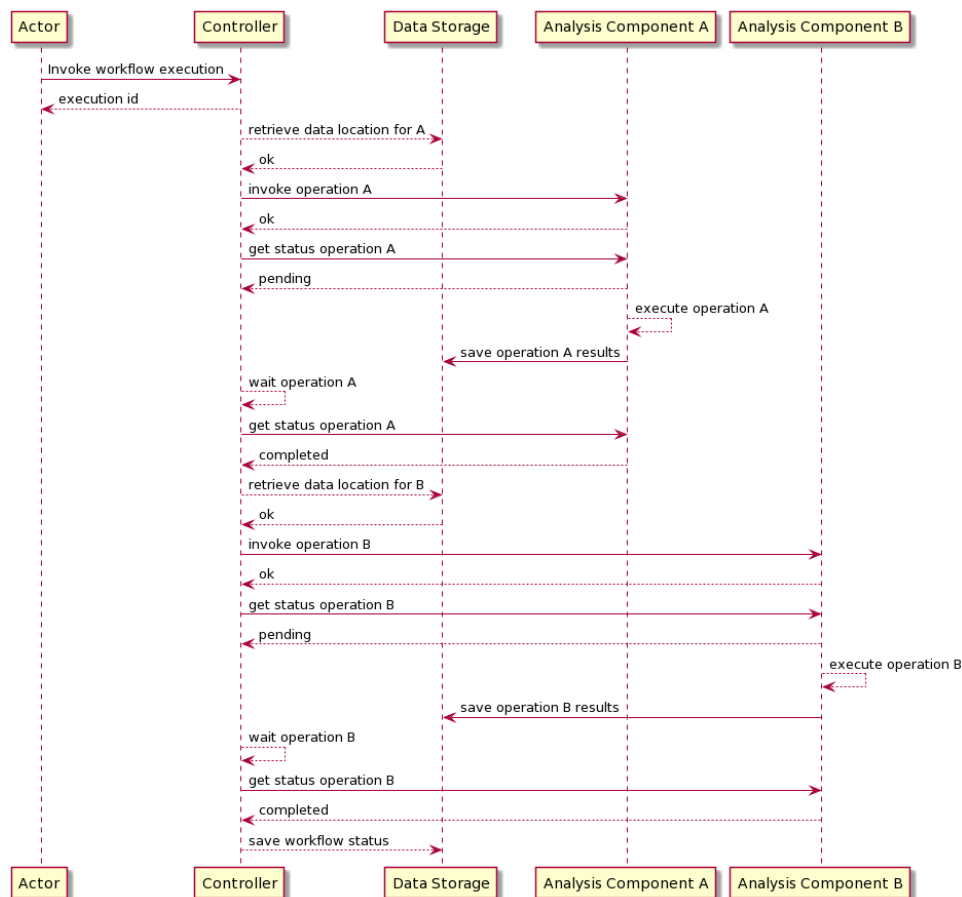 Actor
Controller
Data Storage
Analysis Component A
Analysis Component B
Invoke workflow execution
execution id
retrieve data location for A
ok
invoke operation A
ok
get status operation A
pending
execute operation A
save operation A results
wait operation A
get status operation A
completed
retrieve data location for B
ok
invoke operation B
ok
get status operation B
pending
execute operation B
save operation B results
wait operation B
get status operation B
completed
save workflow status
Actor
Controller
Data Storage
Analysis Component A
Analysis Component B